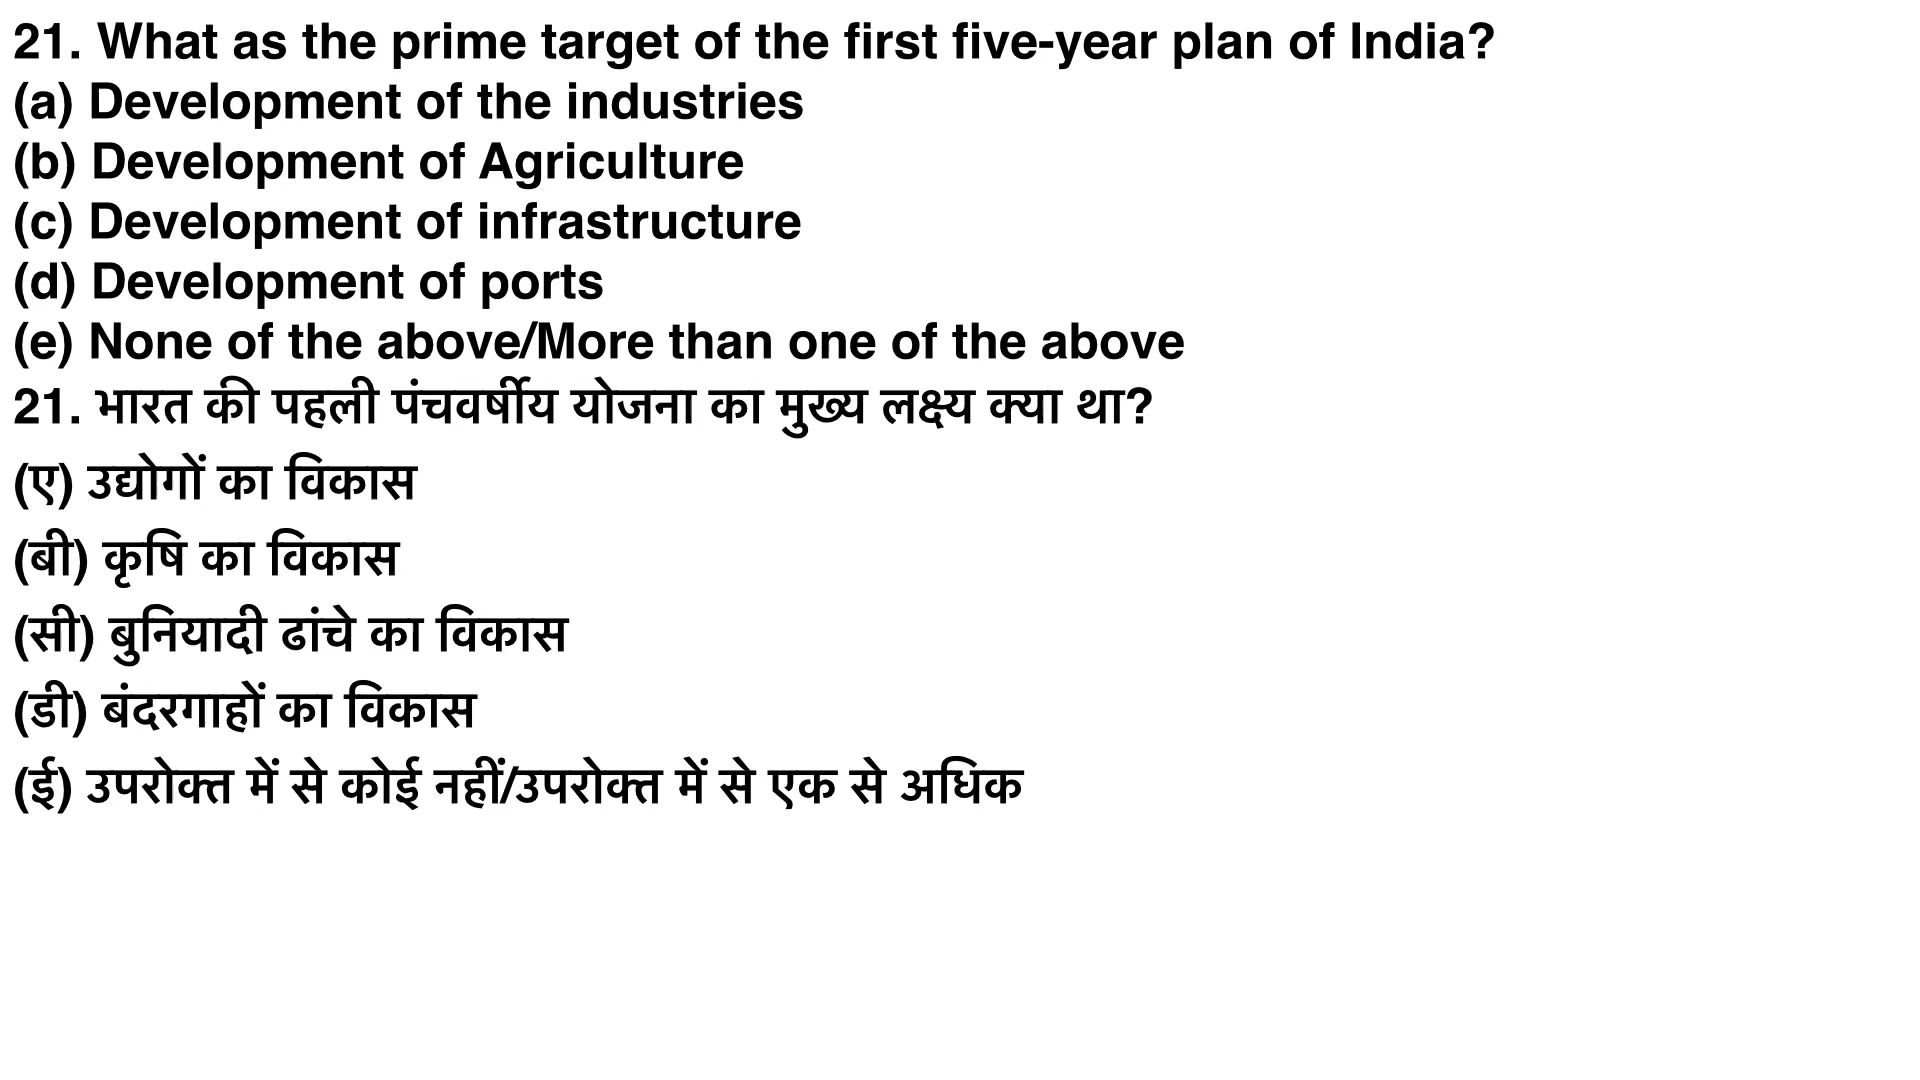 21. What as the prime target of the first five-year plan of India?
(a) Development of the industries
(b) Development of Agriculture
(c) Development of infrastructure
(d) Development of ports
(e) None of the above/More than one of the above
21. भारत की पहली पंचवर्षीय योजना का मुख्य लक्ष्य क्या था?
(ए) उद्योगों का विकास
(बी) कृषि का विकास
(सी) बुनियादी ढांचे का विकास
(डी) बंदरगाहों का विकास
(ई) उपरोक्त में से कोई नहीं/उपरोक्त में से एक से अधिक